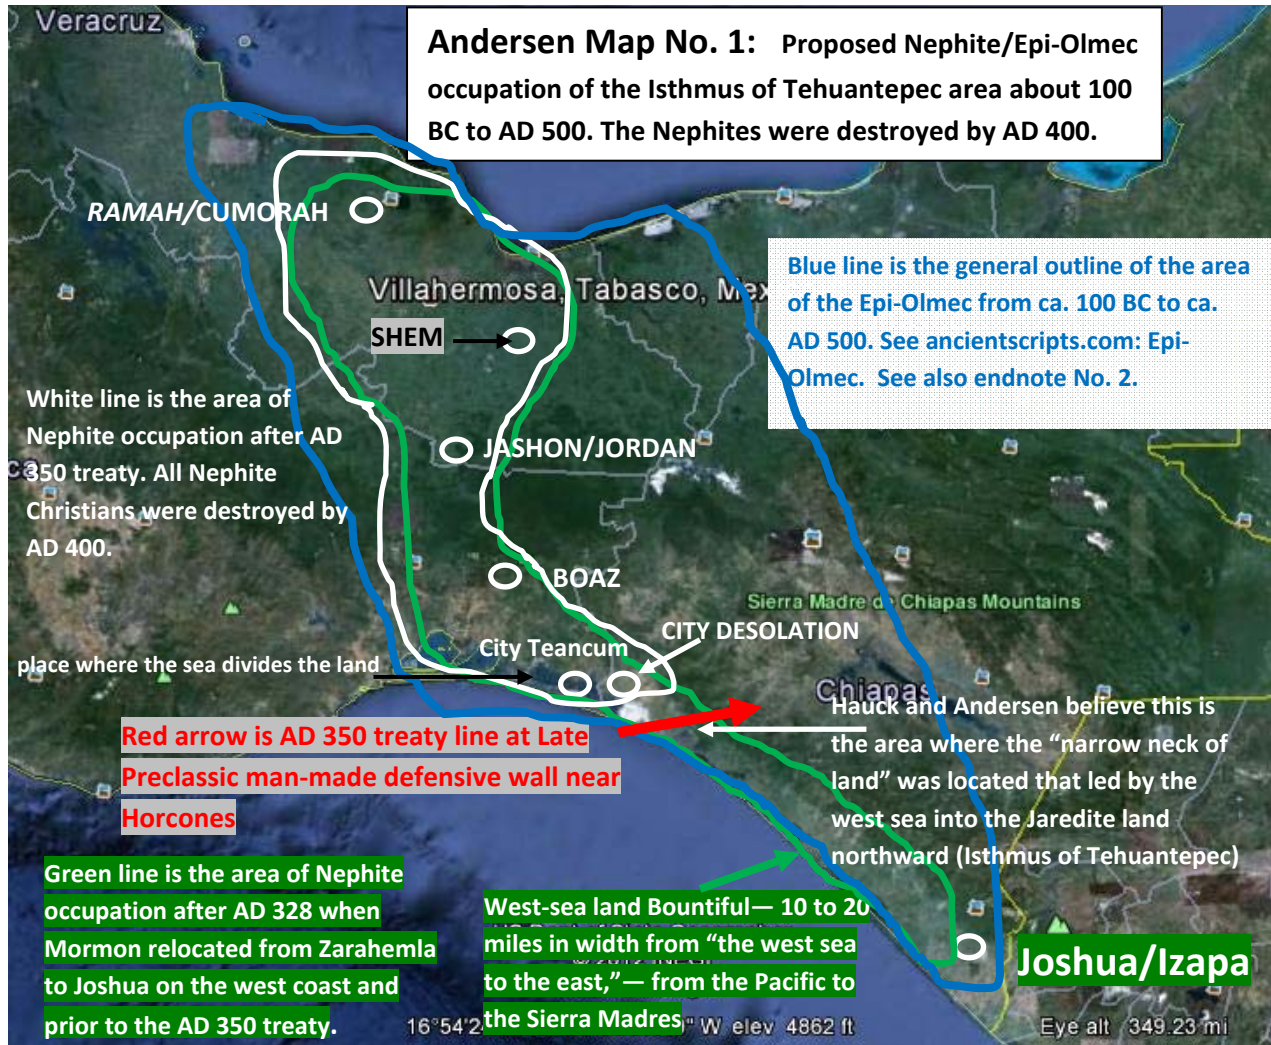 Veracruz
Andersen Map No. 1: Proposed Nephite/Epi-Olmec
occupation of the Isthmus of Tehuantepec area about 100
BC to AD 500. The Nephites were destroyed by AD 400.
RAMAH/CUMORAH
Blue line is the general outline of the area
of the Epi-Olmec from ca. 100 BC to ca.
AD 500. See ancientscripts.com: Epi-
Olmec. See also endnote No. 2.
Villahermosa, Tabasco, Mex
SHEM
White line is the area of
Nephite occupation after AD
350 treaty. All Nephite
Christians were destroyed by
AD 400.
ca
JASHON/JORDAN
BOAZ
Sierra Madre de Chiapas Mountains
CITY DESOLATION
City Teancum
place where the sea divides the land
Chiapas
Hauck and Andersen believe this is
the area where the “narrow neck of
land” was located that led by the
west sea into the Jaredite land
northward (Isthmus of Tehuantepec)
Red arrow is AD 350 treaty line at Late
Preclassic man-made defensive wall near
Horcones
Green line is the area of Nephite
occupation after AD 328 when
Mormon relocated from Zarahemla
to Joshua on the west coast and
prior to the AD 350 treaty.
West-sea land Bountiful— 10 to 20
miles in width from “the west sea
to the east,”— from the Pacific to
the Sierra Madres
Joshua/Izapa
16°54'2 " W elev 4862 ft
Eye alt 349.23 mi